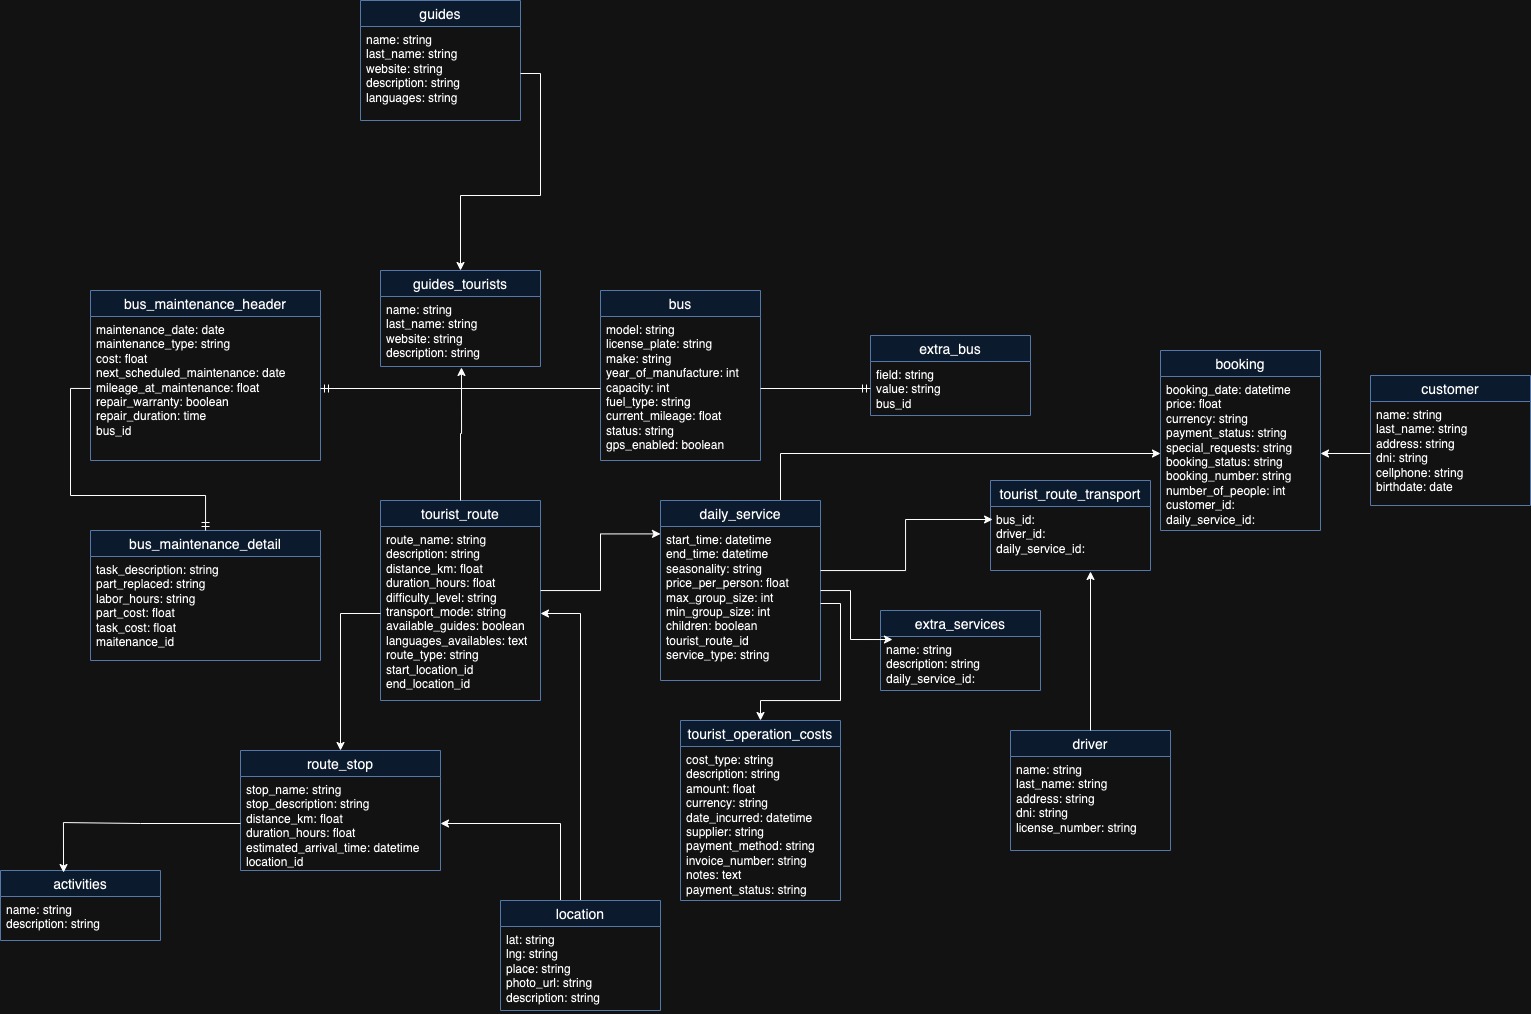 guides
name: string
last_name: string
website: string
description: string
languages: string
guides_tourists
name: string
last_name: string
website: string
description: string
bus_maintenance_header
maintenance_date: date
maintenance_type: string
cost: float
next_scheduled_maintenance: date
mileage_at_maintenance: float
repair_warranty: boolean
repair_duration: time
bus_id
bus
model: string
license_plate: string
make: string
year_of_manufacture: int
capacity: int
fuel_type: string
current_mileage: float
status: string
gps_enabled: boolean
extra_bus
field: string
value: string
bus_id
booking
booking_date: datetime
price: float
currency: string
payment_status: string
special_requests: string
booking_status: string
booking_number: string
number_of_people: int
customer_id:
daily_service_id:
customer
name: string
last_name: string
address: string
dni: string
cellphone: string
birthdate: date
bus_maintenance_detail
task_description: string
part_replaced: string
labor_hours: string
part_cost: float
task_cost: float
maitenance_id
tourist_route
route_name: string
description: string
distance_km: float
duration_hours: float
difficulty_level: string
transport_mode: string
available_guides: boolean
languages_availables: text
route_type: string
start_location_id
end_location_id
daily_service
start_time: datetime
end_time: datetime
seasonality: string
price_per_person: float
max_group_size: int
min_group_size: int
children: boolean
tourist_route_id
service_type: string
tourist_route_transport
bus_id:
driver_id:
daily_service_id:
extra_services
name: string
description: string
daily_service_id:
tourist_operation_costs
cost_type: string
description: string
amount: float
currency: string
date_incurred: datetime
supplier: string
payment_method: string
invoice_number: string
notes: text
payment_status: string
driver
name: string
last_name: string
address: string
dni: string
license_number: string
route_stop
stop_name: string
stop_description: string
distance_km: float
duration_hours: float
estimated_arrival_time: datetime
location_id
activities
name: string
description: string
location
lat: string
lng: string
place: string
photo_url: string
description: string